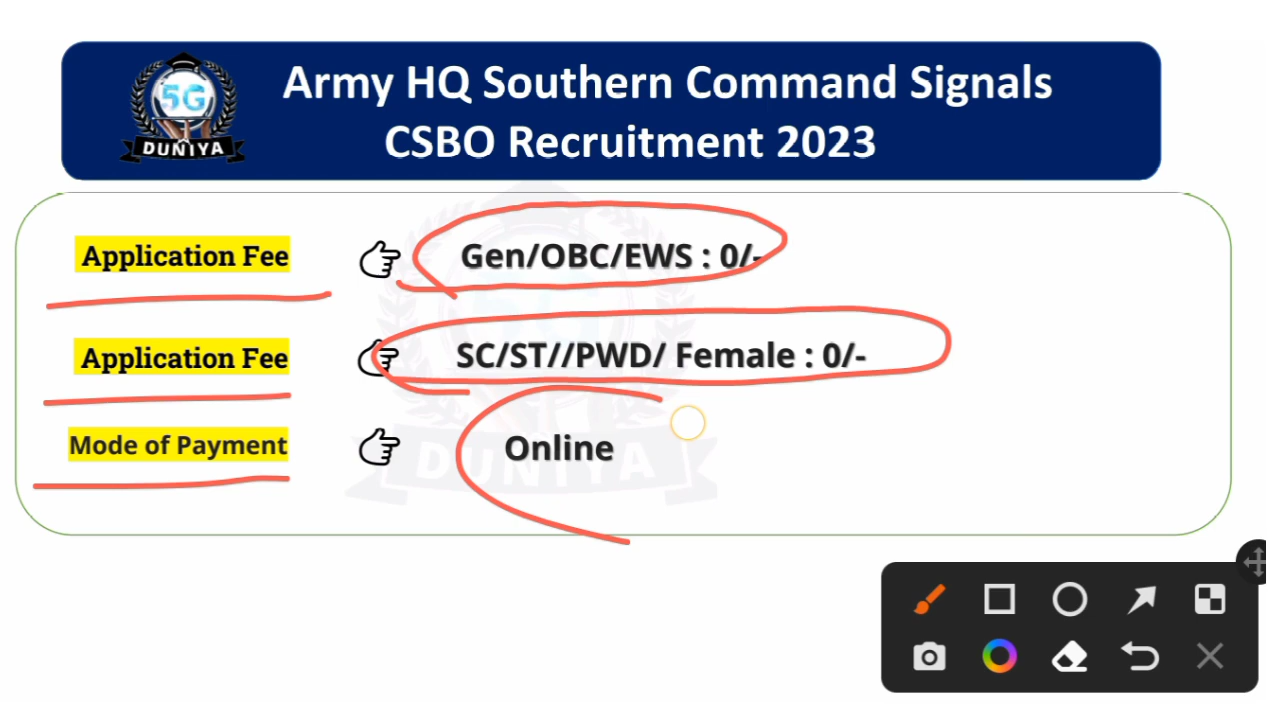 Army HQ Southern Command Signals
CSBO Recruitment 2023
5G
DUNIYA
Application Fee Gen/OBC/EWS : 0/-
Application Fee SC/ST//PWD/ Female : 0/-
Mode of Payment Online
DUNIYA